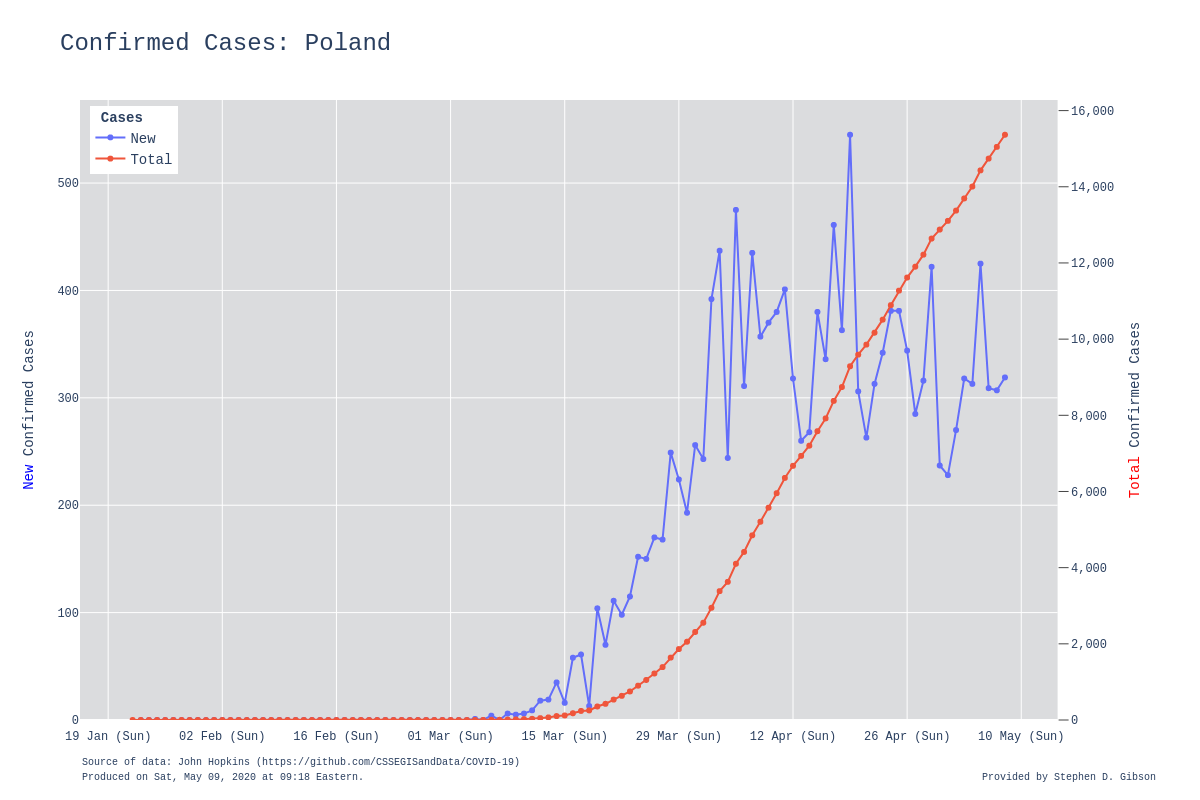 Confirmed Cases: Poland
Cases
New
Total
500
400
300
200
100
0
New Confirmed Cases
16,000
14,000
12,000
10,000
8,000
6,000
4,000
2,000
0
Total Confirmed Cases
19 Jan (Sun) 02 Feb (Sun) 16 Feb (Sun) 01 Mar (Sun) 15 Mar (Sun) 29 Mar (Sun) 12 Apr (Sun) 26 Apr (Sun) 10 May (Sun)
Source of data: John Hopkins (https://github.com/CSSEGISandData/COVID-19)
Produced on Sat, May 09, 2020 at 09:18 Eastern.
Provided by Stephen D. Gibson